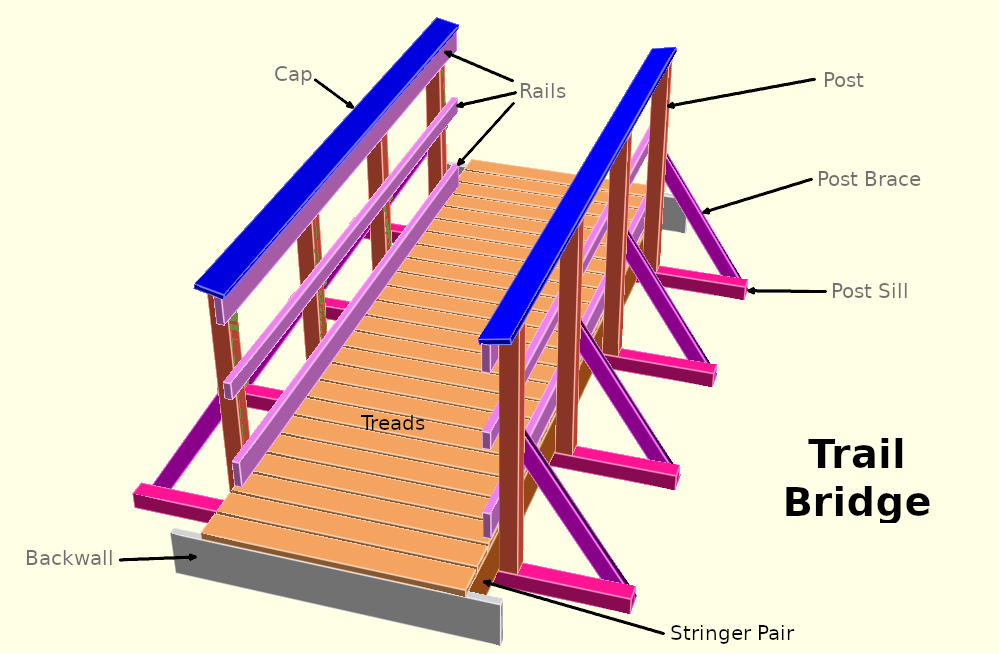 Cap
Rails
Post
Post Brace
Post Sill
Treads
Trail
Bridge
Backwall
Stringer Pair